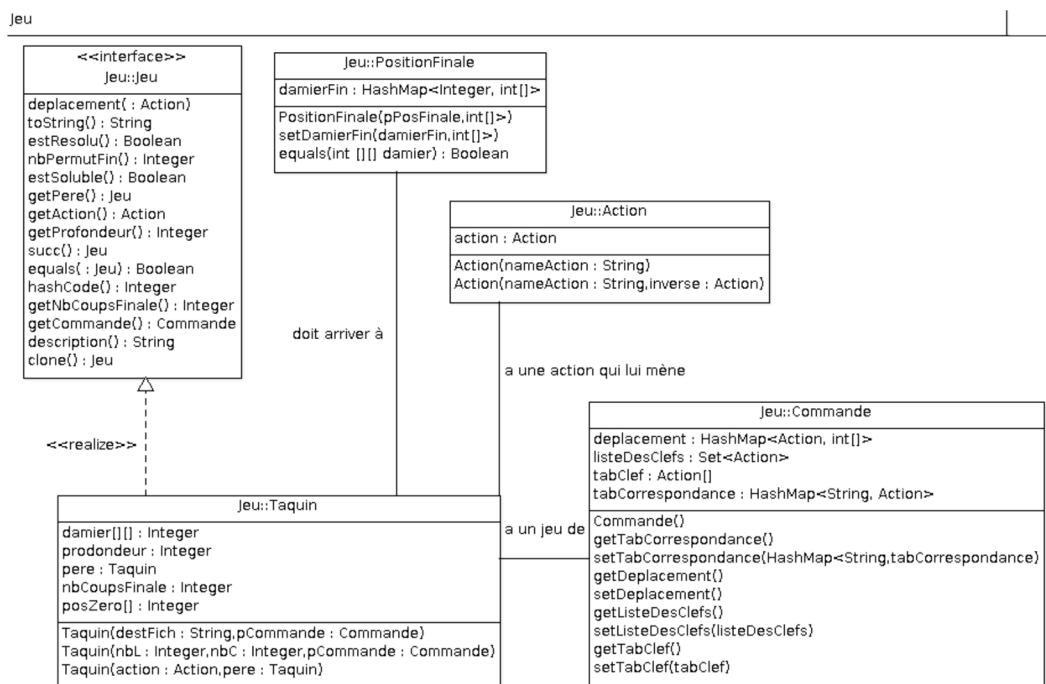 Jeu
<<interface>>
Jeu::Jeu
deplacement( : Action)
toString() : String
estResolu() : Boolean
nbPermutFin() : Integer
estSoluble() : Boolean
getPere() : Jeu
getAction() : Action
getProfondeur() : Integer
succ() : Jeu
equals( : Jeu) : Boolean
hashCode() : Integer
getNbCoupsFinale() : Integer
getCommande() : Commande
description() : String
clone() : Jeu
Jeu::PositionFinale
damierFin : HashMap<Integer, int[]>
PositionFinale(pPosFinale,int[]>)
setDamierFin(damierFin,int[]>)
equals(int [][] damier) : Boolean
Jeu::Action
action : Action
Action(nameAction : String)
Action(nameAction : String,inverse : Action)
doit arriver à
a une action qui lui mène
<<realize>>
Jeu::Taquin
damier[][] : Integer
prodondeur : Integer
pere : Taquin
nbCoupsFinale : Integer
posZero[] : Integer
Taquin(destFich : String,pCommande : Commande)
Taquin(nbL : Integer,nbC : Integer,pCommande : Commande)
Taquin(action : Action,pere : Taquin)
a un jeu de
Jeu::Commande
deplacement : HashMap<Action, int[]>
listeDesClefs : Set<Action>
tabClef : Action[]
tabCorrespondance : HashMap<String, Action>
Commande()
getTabCorrespondance()
setTabCorrespondance(HashMap<String,tabCorrespondance)
getDeplacement()
setDeplacement()
getListeDesClefs()
setListeDesClefs(listeDesClefs)
getTabClef()
setTabClef(tabClef)